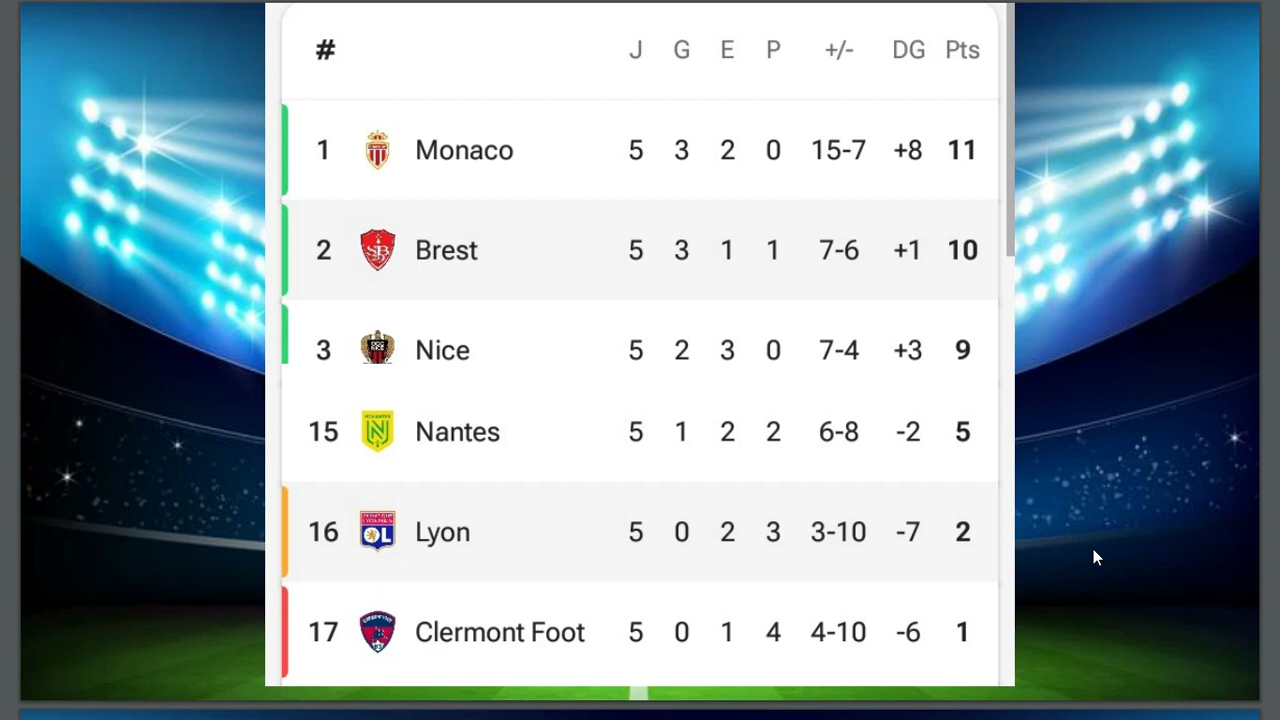 # J G E P +/- DG Pts
1 Monaco 5 3 2 0 15-7 +8 11
2 Brest 5 3 1 1 7-6 +1 10
3 Nice 5 2 3 0 7-4 +3 9
15 Nantes 5 1 2 2 6-8 -2 5
16 Lyon 5 0 2 3 3-10 -7 2
17 Clermont Foot 5 0 1 4 4-10 -6 1